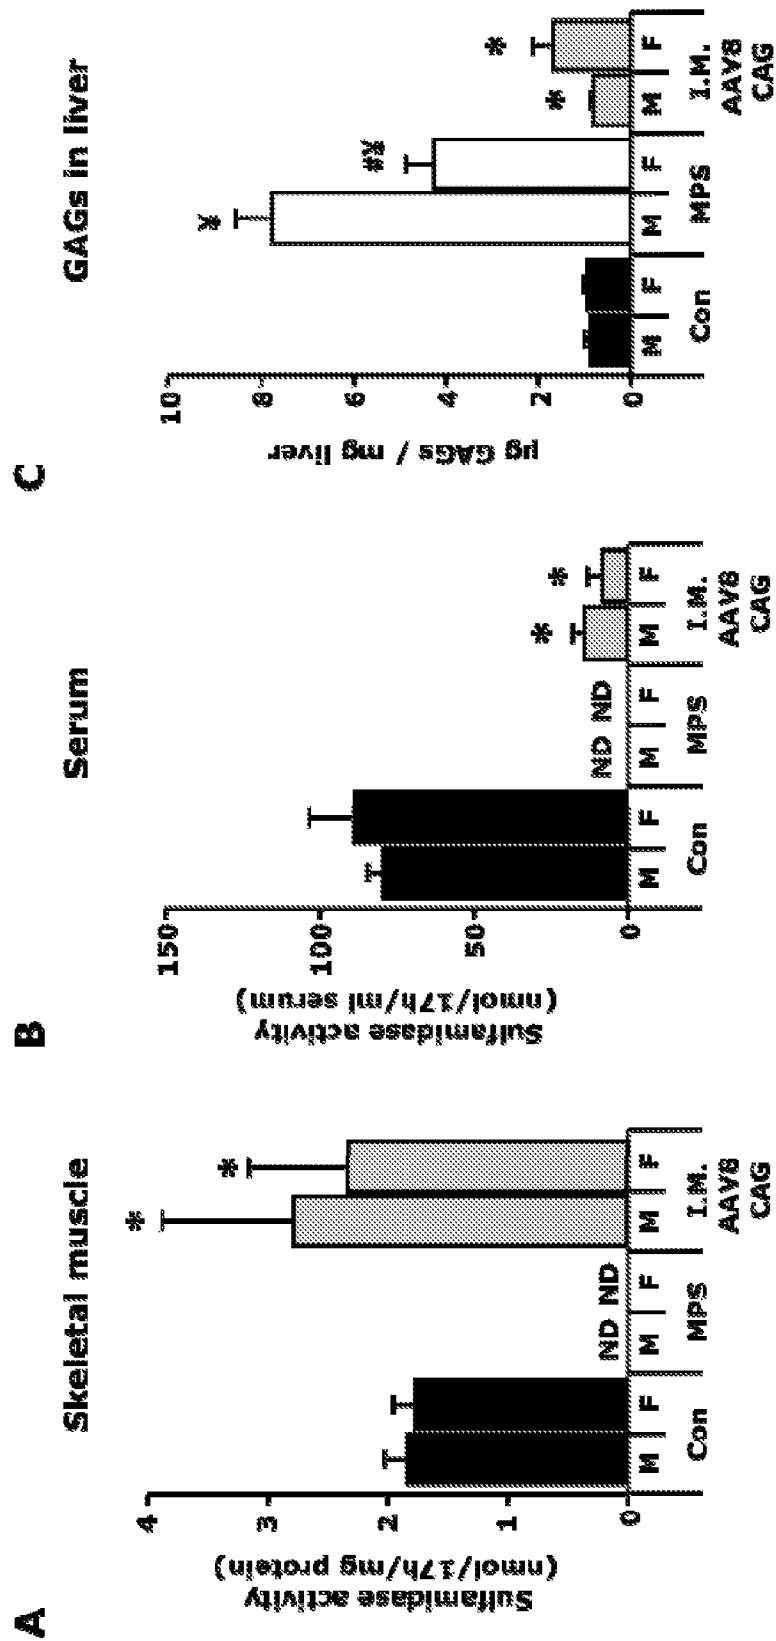 A
Skeletal muscle
Sulfamidase activity
(nmol/17h/mg protein)
4
3
2
1
0
ND ND
*
*
M F M F M F
Con MPS I.M.
AAV8
CAG
B
Serum
Sulfamidase activity
(nmol/17h/ml serum)
150
100
50
0
ND ND
*
*
M F M F M F
Con MPS I.M.
AAV8
CAG
C
GAGs in liver
µg GAGs / mg liver
10
8
6
4
2
0
*
*
M F M F M F
Con MPS I.M.
AAV8
CAG